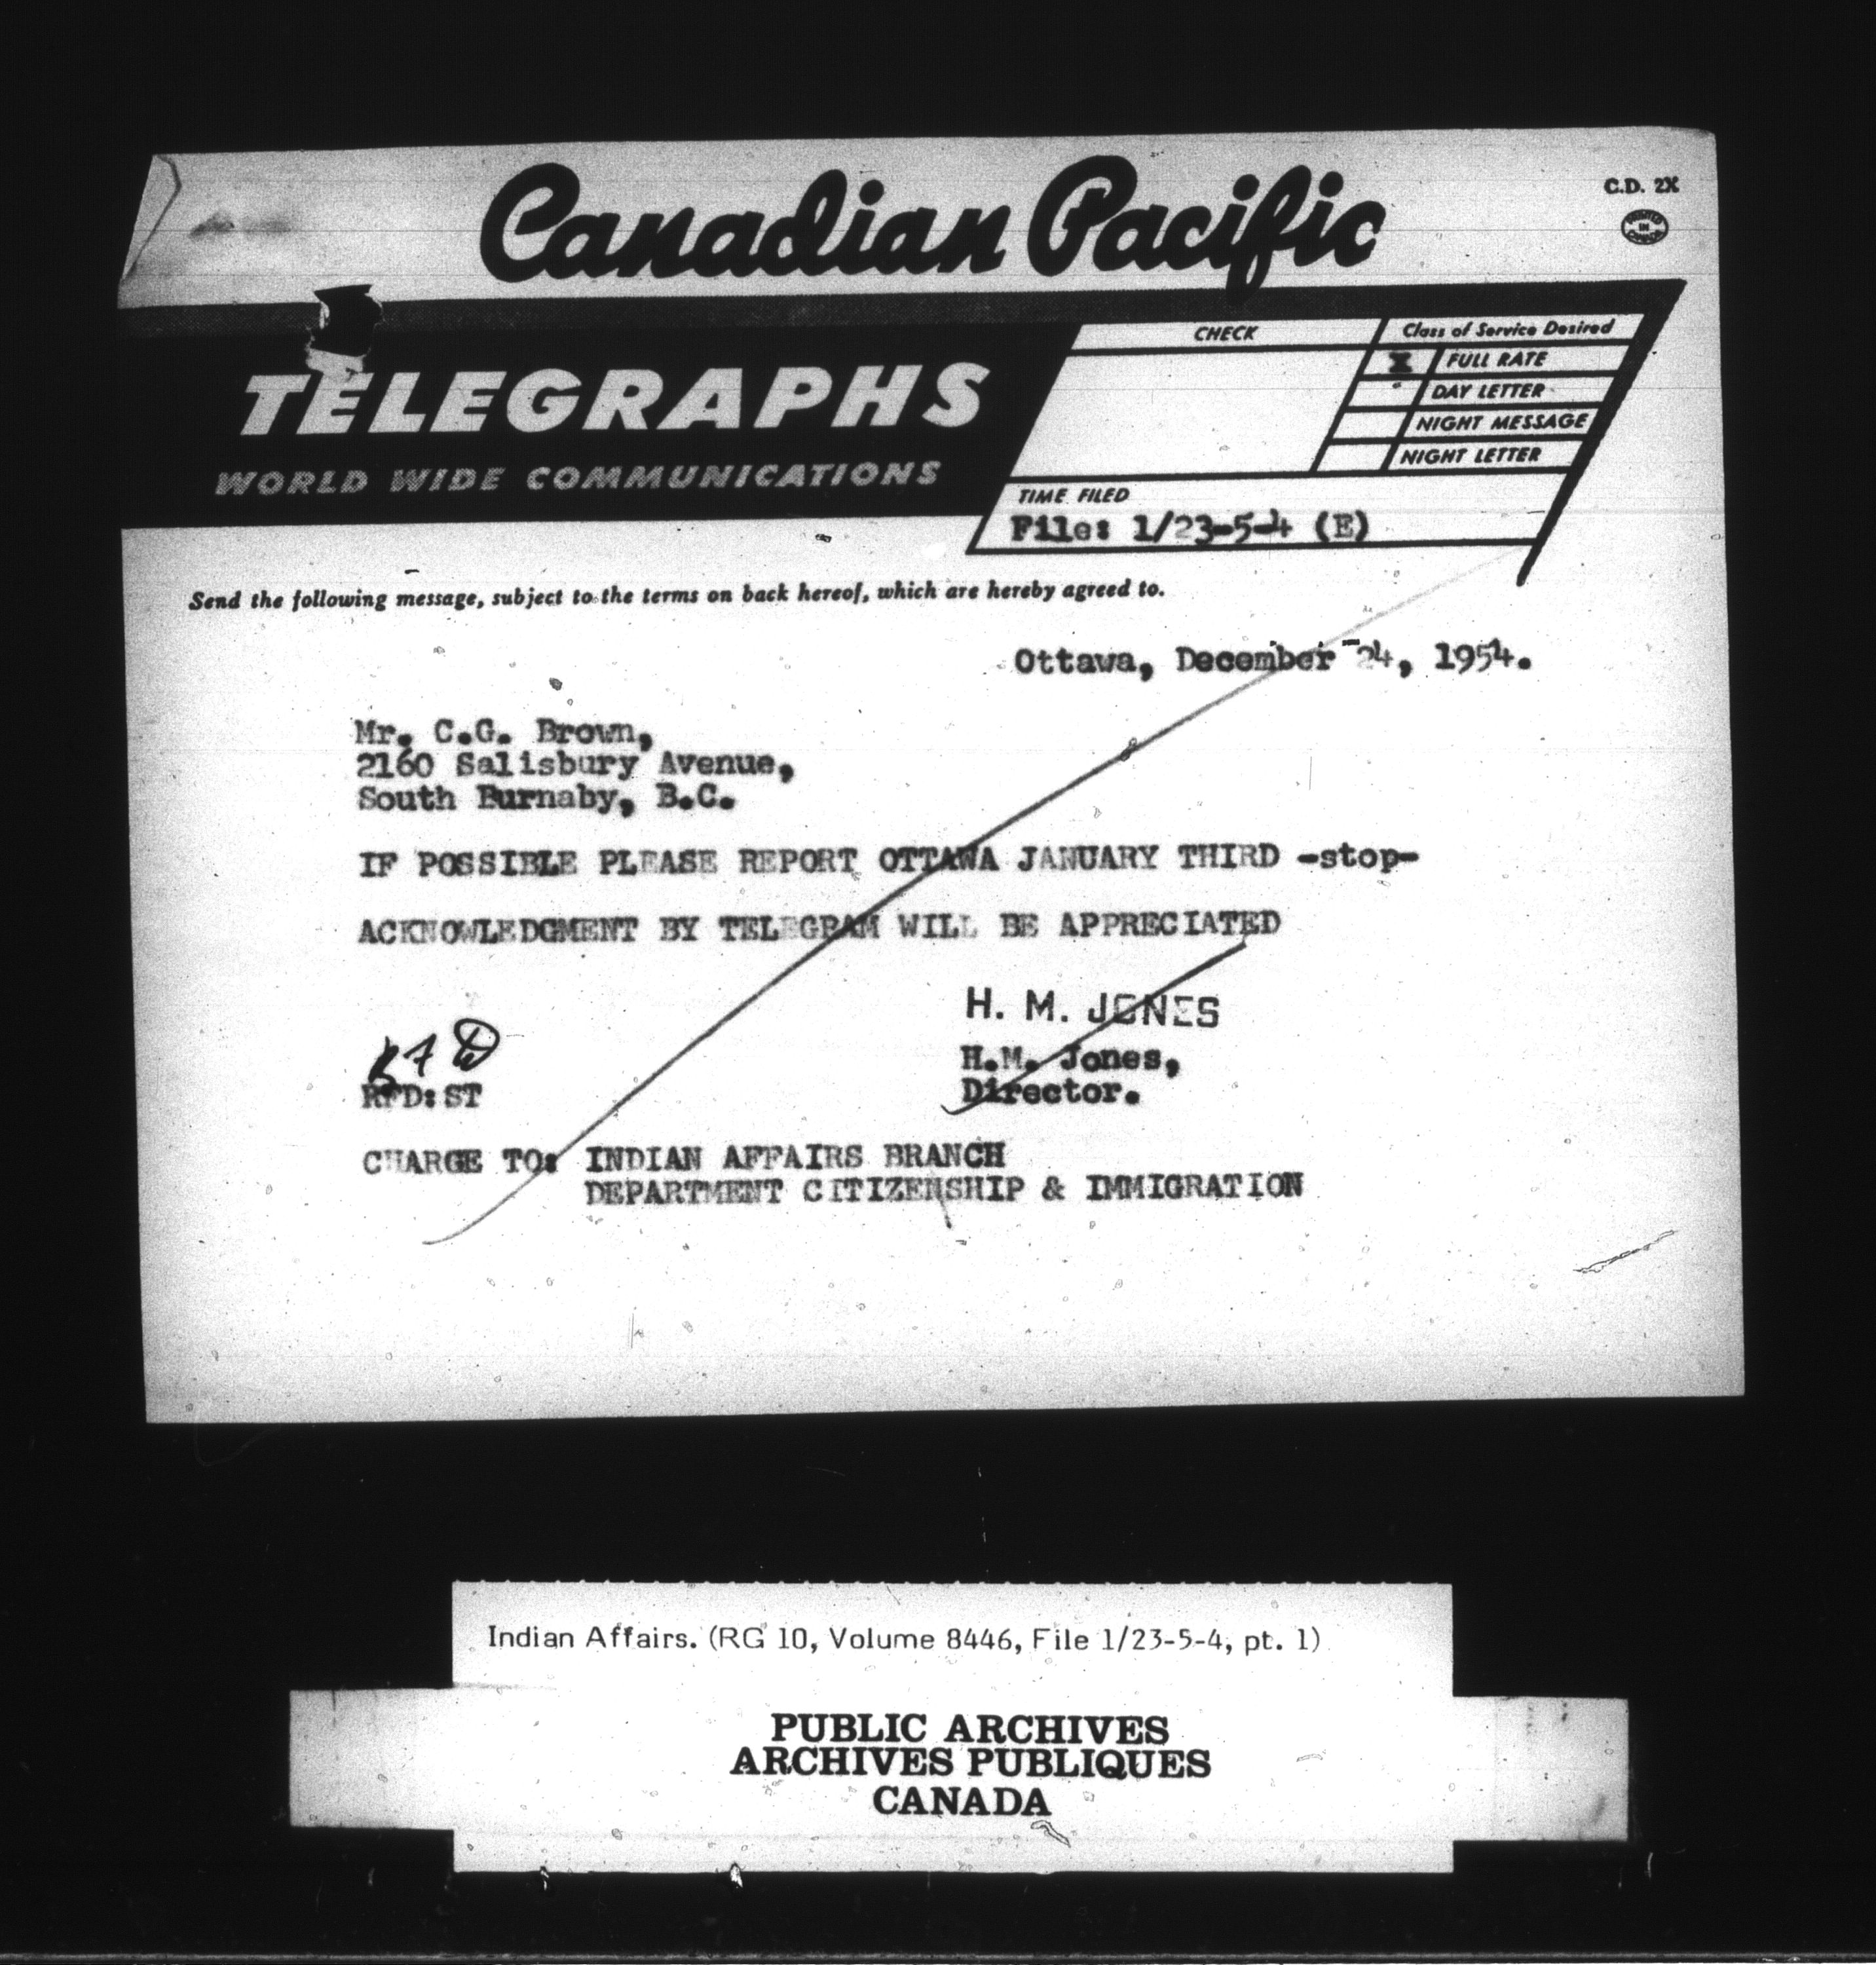 Canadian Pacific
C.D. 2X
TELEGRAPHS
WORLD WIDE COMMUNICATIONS
CHECK
Class of Service Desired
X FULL RATE
DAY LETTER
NIGHT MESSAGE
NIGHT LETTER
TIME FILED
File: 1/23-5-4 (E)
Send the following message, subject to the terms on back hereof, which are hereby agreed to.
Ottawa, December 24, 1954.
Mr. C.G. Brown,
2160 Salisbury Avenue,
South Burnaby, B.C.
IF POSSIBLE PLEASE REPORT OTTAWA JANUARY THIRD -stop-
ACKNOWLEDGMENT BY TELEGRAM WILL BE APPRECIATED
H. M. JONES
H.M. Jones,
Director.
RFD:ST
CHARGE TO: INDIAN AFFAIRS BRANCH
DEPARTMENT CITIZENSHIP & IMMIGRATION
Indian Affairs. (RG 10, Volume 8446, File 1/23-5-4, pt. 1)
PUBLIC ARCHIVES
ARCHIVES PUBLIQUES
CANADA